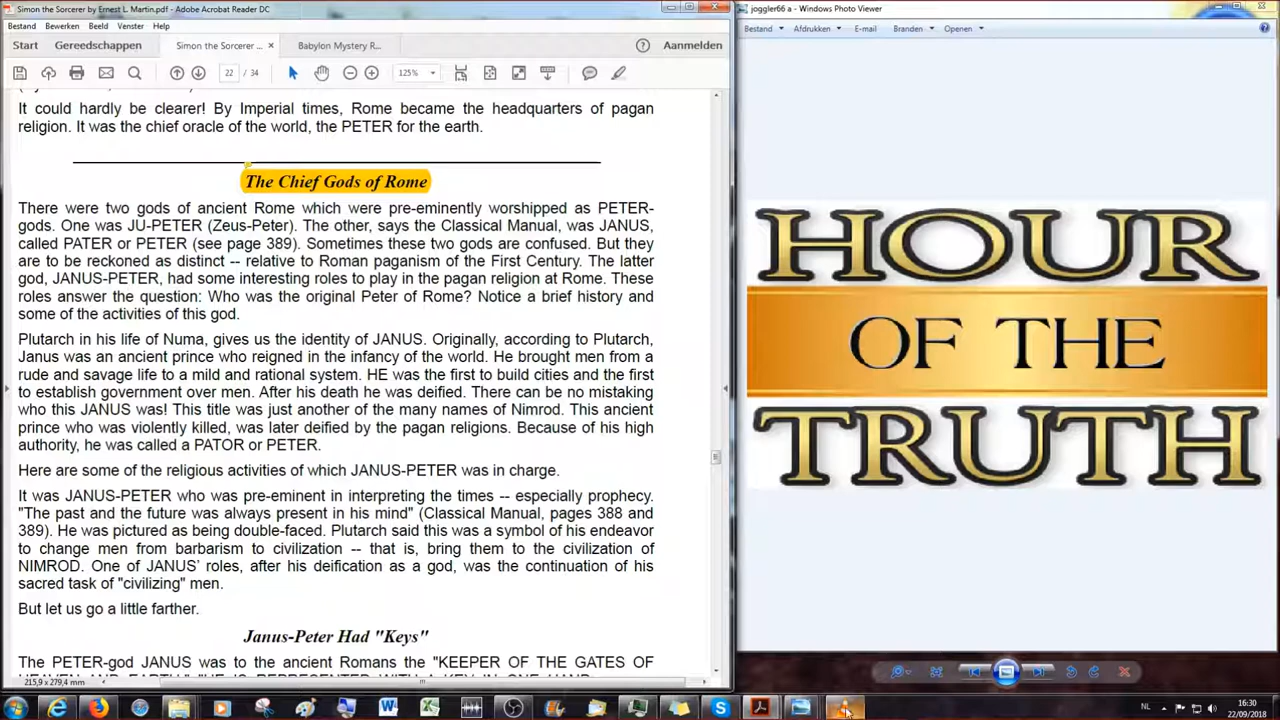 Simon the Sorcerer by Ernest L. Martin.pdf - Adobe Acrobat Reader DC
Bestand Bewerken Beeld Venster Help
Start Gereedschappen Simon the Sorcerer ... × Babylon Mystery R... Aanmelden
22 / 34 125%
It could hardly be clearer! By Imperial times, Rome became the headquarters of pagan
religion. It was the chief oracle of the world, the PETER for the earth.
The Chief Gods of Rome
There were two gods of ancient Rome which were pre-eminently worshipped as PETER-
gods. One was JU-PETER (Zeus-Peter). The other, says the Classical Manual, was JANUS,
called PATER or PETER (see page 389). Sometimes these two gods are confused. But they
are to be reckoned as distinct -- relative to Roman paganism of the First Century. The latter
god, JANUS-PETER, had some interesting roles to play in the pagan religion at Rome. These
roles answer the question: Who was the original Peter of Rome? Notice a brief history and
some of the activities of this god.
Plutarch in his life of Numa, gives us the identity of JANUS. Originally, according to Plutarch,
Janus was an ancient prince who reigned in the infancy of the world. He brought men from a
rude and savage life to a mild and rational system. HE was the first to build cities and the first
to establish government over men. After his death he was deified. There can be no mistaking
who this JANUS was! This title was just another of the many names of Nimrod. This ancient
prince who was violently killed, was later deified by the pagan religions. Because of his high
authority, he was called a PATOR or PETER.
Here are some of the religious activities of which JANUS-PETER was in charge.
It was JANUS-PETER who was pre-eminent in interpreting the times -- especially prophecy.
"The past and the future was always present in his mind" (Classical Manual, pages 388 and
389). He was pictured as being double-faced. Plutarch said this was a symbol of his endeavor
to change men from barbarism to civilization -- that is, bring them to the civilization of
NIMROD. One of JANUS' roles, after his deification as a god, was the continuation of his
sacred task of "civilizing" men.
But let us go a little farther.
Janus-Peter Had "Keys"
The PETER-god JANUS was to the ancient Romans the "KEEPER OF THE GATES OF
215,9 x 279,4 mm
joggler66 a - Windows Photo Viewer
Bestand Afdrukken E-mail Branden Openen
HOUR
OF THE
TRUTH
NL
16:30
22/09/2018